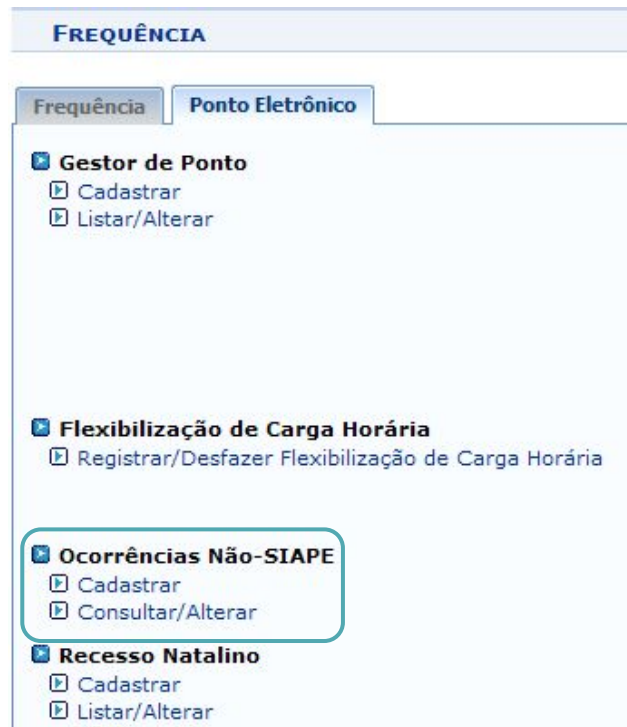 FREQUÊNCIA
Frequência Ponto Eletrônico
Gestor de Ponto
Cadastrar
Listar/Alterar
Flexibilização de Carga Horária
Registrar/Desfazer Flexibilização de Carga Horária
Ocorrências Não-SIAPE
Cadastrar
Consultar/Alterar
Recesso Natalino
Cadastrar
Listar/Alterar